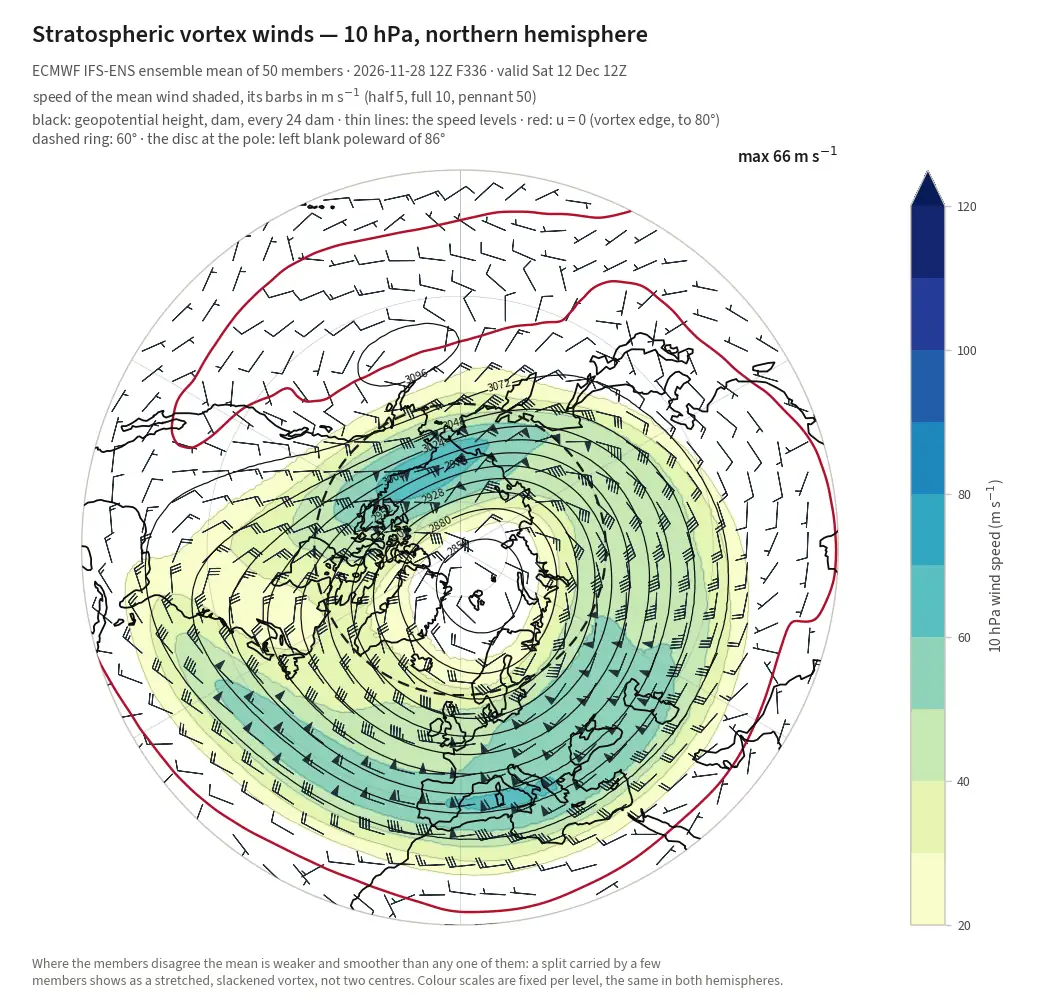 Stratospheric vortex winds — 10 hPa, northern hemisphere
ECMWF IFS-ENS ensemble mean of 50 members · 2026-11-28 12Z F336 · valid Sat 12 Dec 12Z
speed of the mean wind shaded, its barbs in m s⁻¹ (half 5, full 10, pennant 50)
black: geopotential height, dam, every 24 dam · thin lines: the speed levels · red: u = 0 (vortex edge, to 80°)
dashed ring: 60° · the disc at the pole: left blank poleward of 86°
max 66 m s⁻¹
120
100
80
60
40
20
10 hPa wind speed (m s⁻¹)
3096
3072
2928
2880
Where the members disagree the mean is weaker and smoother than any one of them: a split carried by a few
members shows as a stretched, slackened vortex, not two centres. Colour scales are fixed per level, the same in both hemispheres.